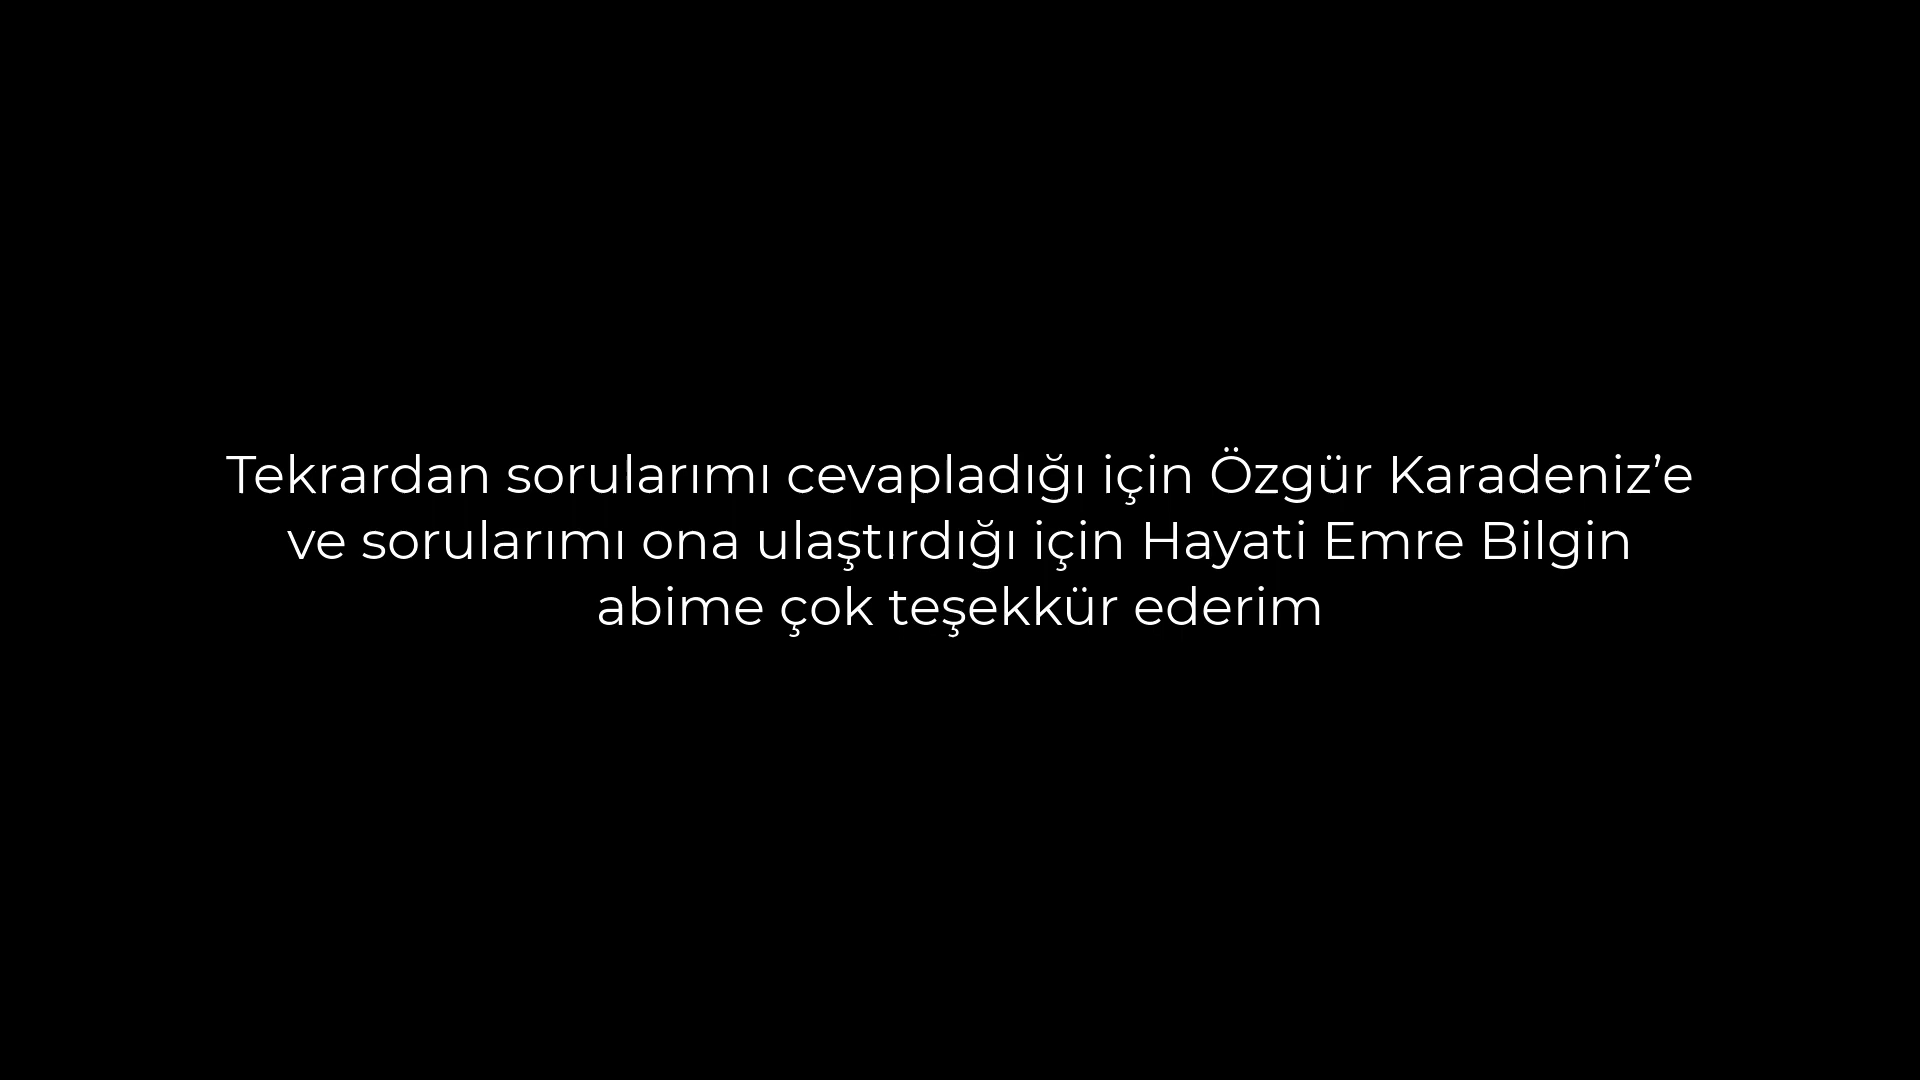 Tekrardan sorularımı cevapladığı için Özgür Karadeniz’e
ve sorularımı ona ulaştırdığı için Hayati Emre Bilgin
abime çok teşekkür ederim